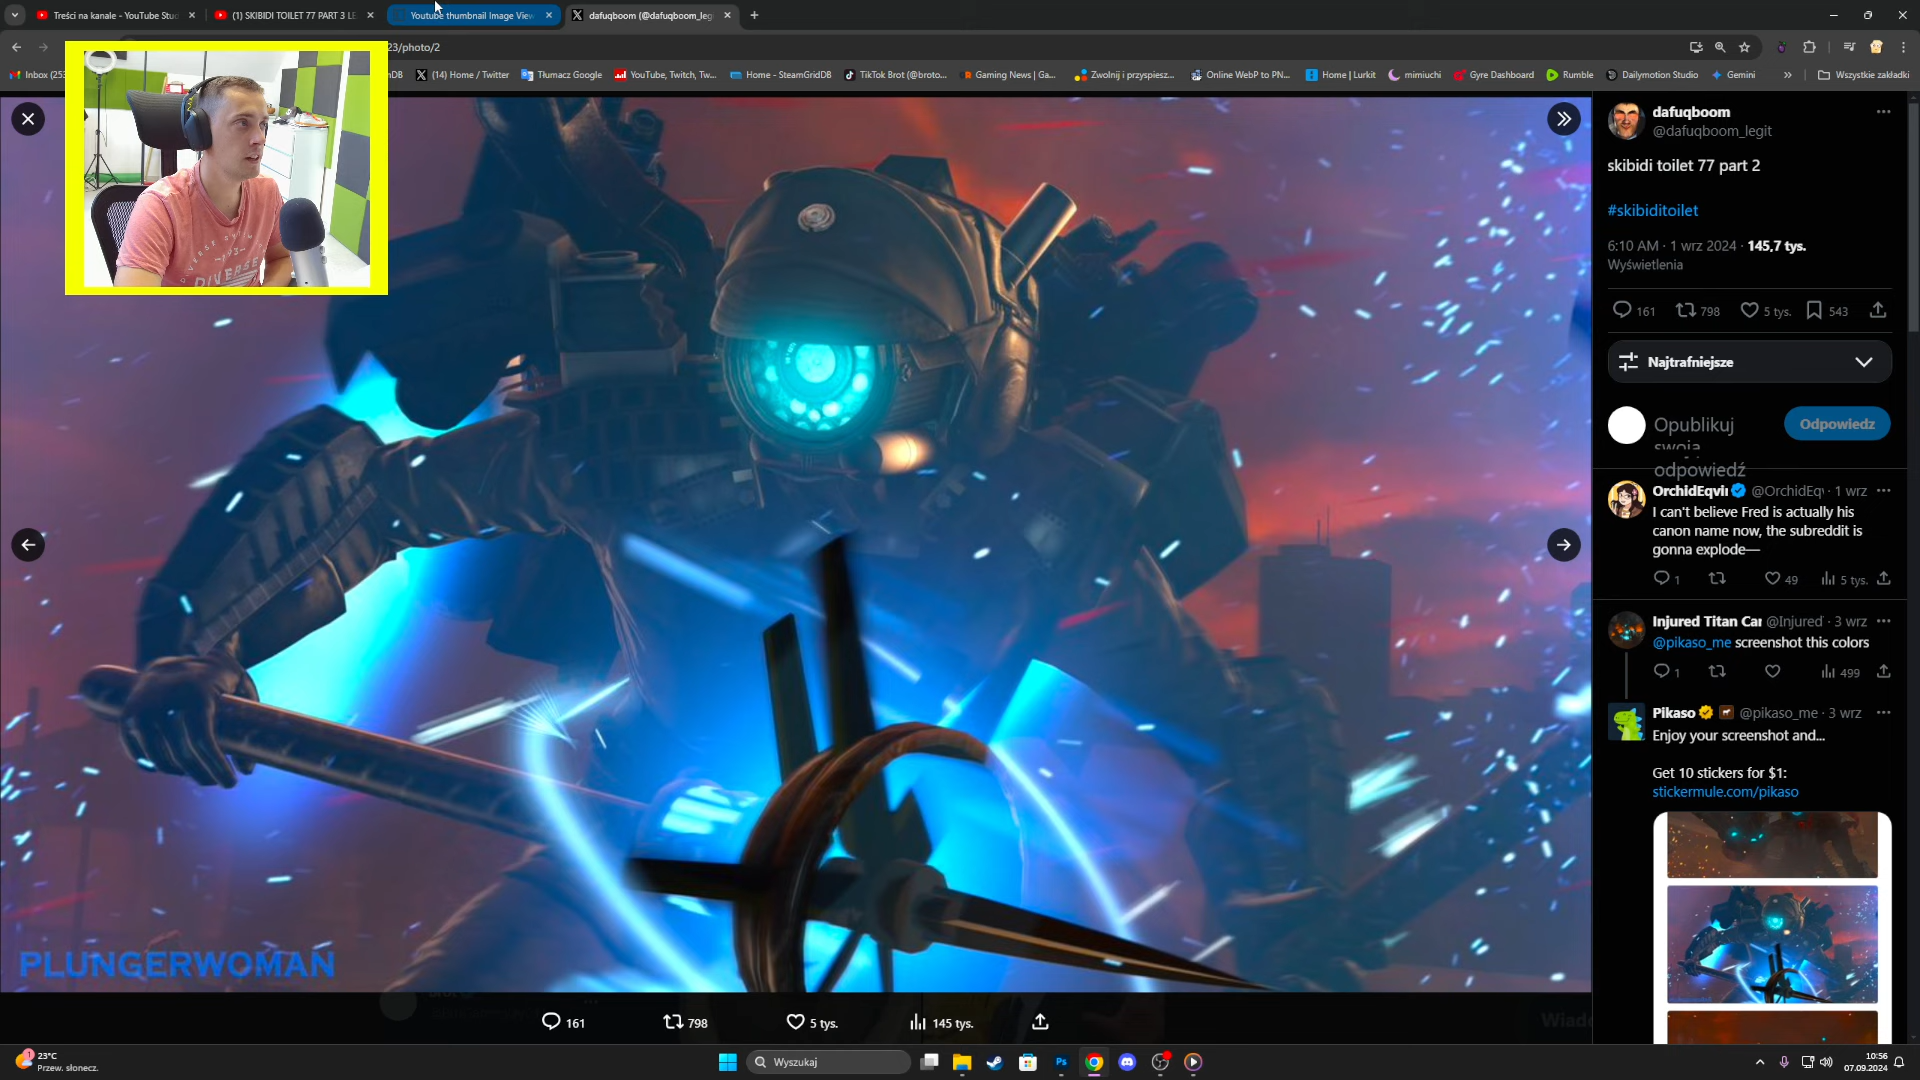 Treści na kanale - YouTube Stu
(1) SKIBIDI TOILET 77 PART 3 LE
Youtube thumbnail Image View
dafuqboom (@dafuqboom_leg
23/photo/2
Inbox (253
DB
(14) Home / Twitter
Tłumacz Google
YouTube, Twitch, Tw...
Home - SteamGridDB
TikTok Brot (@broto...
Gaming News | Ga...
Zwolnij i przyspiesz...
Online WebP to PN...
Home | Lurkit
mimiuchi
Gyre Dashboard
Rumble
Dailymotion Studio
Gemini
Wszystkie zakładki
DIVERSE
PLUNGERWOMAN
161
798
5 tys.
145 tys.
dafuqboom
@dafuqboom_legit
skibidi toilet 77 part 2
#skibiditoilet
6:10 AM · 1 wrz 2024 · 145,7 tys.
Wyświetlenia
161
798
5 tys.
543
Najtrafniejsze
Opublikuj
swoją
odpowiedź
Odpowiedz
OrchidEqvi @OrchidEq · 1 wrz
I can't believe Fred is actually his
canon name now, the subreddit is
gonna explode—
1
49
5 tys.
Injured Titan Car @Injured · 3 wrz
@pikaso_me screenshot this colors
1
499
Pikaso @pikaso_me · 3 wrz
Enjoy your screenshot and...
Get 10 stickers for $1:
stickermule.com/pikaso
1
23°C
Przew. słonecz.
Wyszukaj
Ps
10:56
07.09.2024